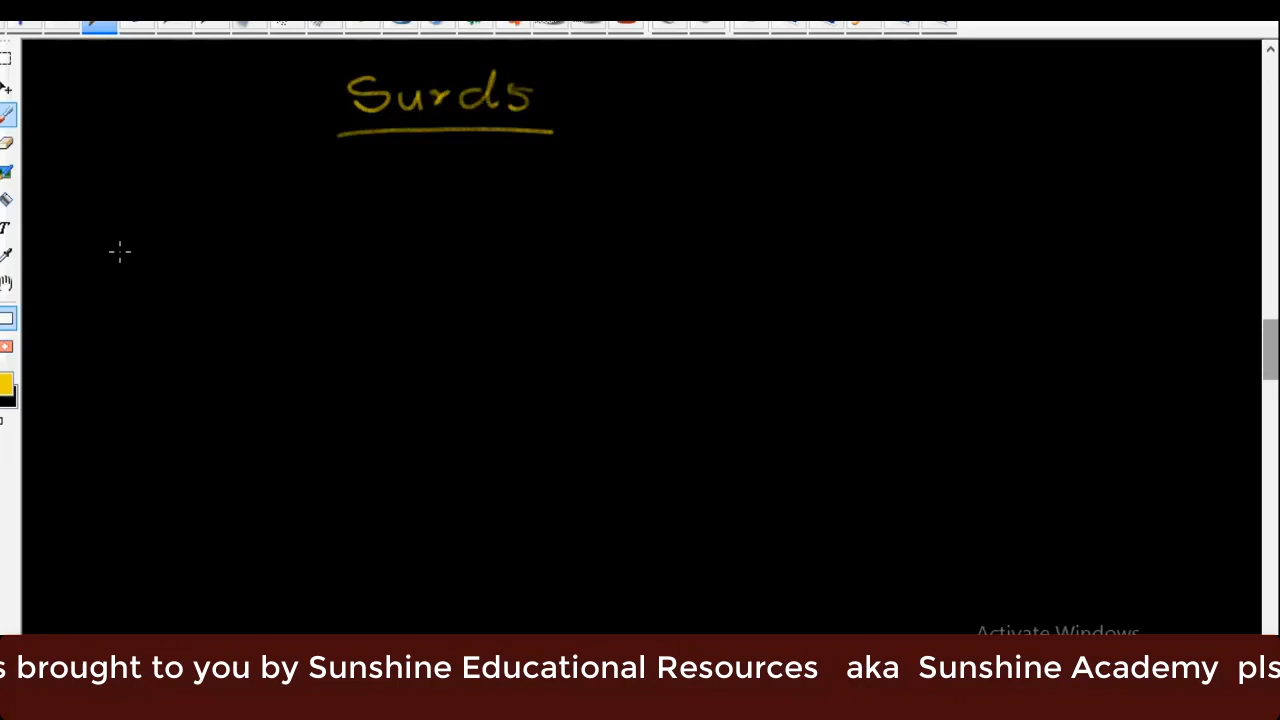 Surds
Activate Windows
s brought to you by Sunshine Educational Resources aka Sunshine Academy pls